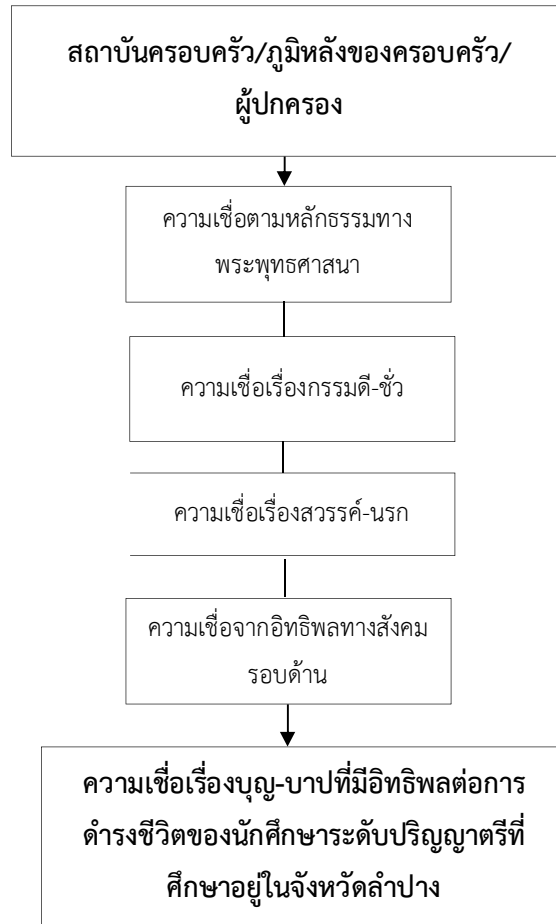 สถาบันครอบครัว/ภูมิหลังของครอบครัว/
ผู้ปกครอง
ความเชื่อตามหลักธรรมทาง
พระพุทธศาสนา
ความเชื่อเรื่องกรรมดี-ชั่ว
ความเชื่อเรื่องสวรรค์-นรก
ความเชื่อจากอิทธิพลทางสังคม
รอบด้าน
ความเชื่อเรื่องบุญ-บาปที่มีอิทธิพลต่อการ
ดำรงชีวิตของนักศึกษาระดับปริญญาตรีที่
ศึกษาอยู่ในจังหวัดลำปาง